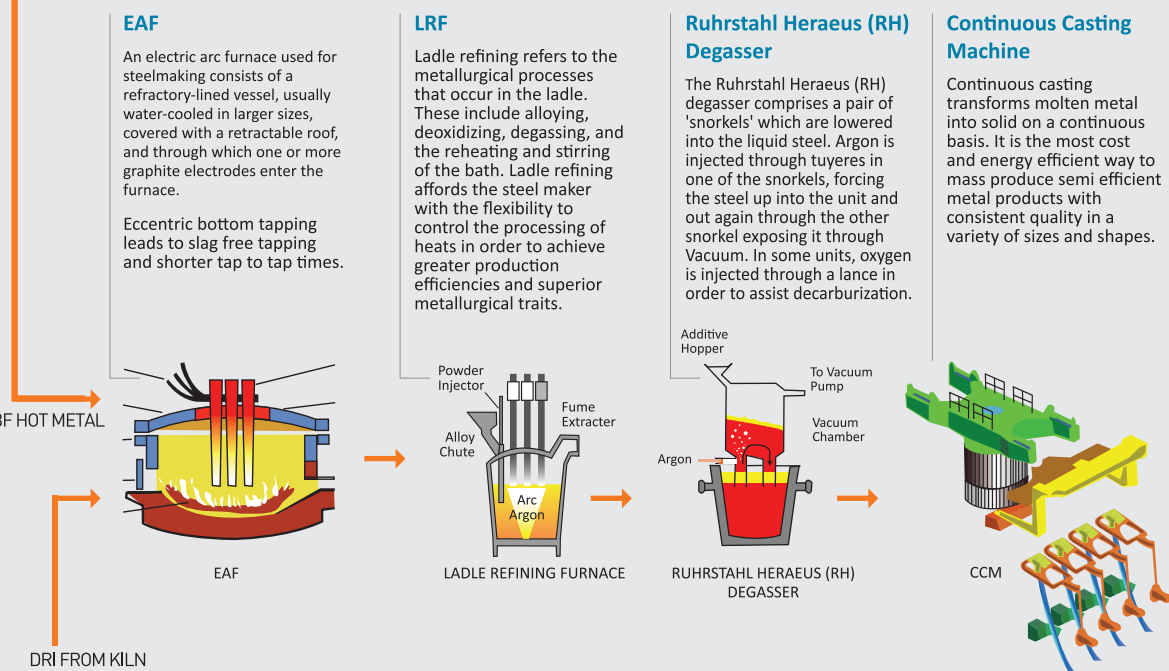 EAF
An electric arc furnace used for
steelmaking consists of a
refractory-lined vessel, usually
water-cooled in larger sizes,
covered with a retractable roof,
and through which one or more
graphite electrodes enter the
furnace.
Eccentric bottom tapping
leads to slag free tapping
and shorter tap to tap times.
LRF
Ladle refining refers to the
metallurgical processes
that occur in the ladle.
These include alloying,
deoxidizing, degassing, and
the reheating and stirring
of the bath. Ladle refining
affords the steel maker
with the flexibility to
control the processing of
heats in order to achieve
greater production
efficiencies and superior
metallurgical traits.
Ruhrstahl Heraeus (RH)
Degasser
The Ruhrstahl Heraeus (RH)
degasser comprises a pair of
'snorkels' which are lowered
into the liquid steel. Argon is
injected through tuyeres in
one of the snorkels, forcing
the steel up into the unit and
out again through the other
snorkel exposing it through
Vacuum. In some units, oxygen
is injected through a lance in
order to assist decarburization.
Continuous Casting
Machine
Continuous casting
transforms molten metal
into solid on a continuous
basis. It is the most cost
and energy efficient way to
mass produce semi efficient
metal products with
consistent quality in a
variety of sizes and shapes.
BF HOT METAL
DRI FROM KILN
EAF
Powder
Injector
Alloy
Chute
Fume
Extracter
Arc
Argon
LADLE REFINING FURNACE
Additive
Hopper
To Vacuum
Pump
Vacuum
Chamber
Argon
RUHRSTAHL HERAEUS (RH)
DEGASSER
CCM